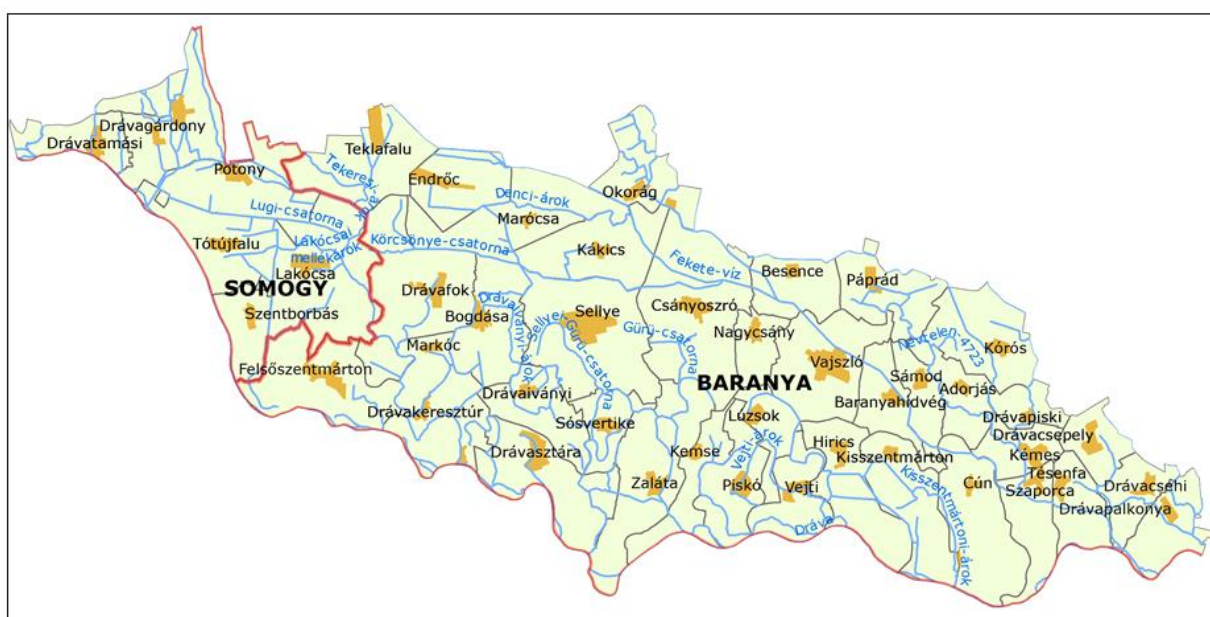 Drávagárdony
Drávatamási
Teklafalu
Potony
Tekeresi-árok
Endrőc
Denci-árok
Okorág
Lugi-csatorna
Marócsa
Tótújfalu
Lakócsai
mellékárok
Körcsönye-csatorna
Kákics
Lakócsa
Fekete-víz
Besence
Páprád
SOMOGY
Drávafok
Szentborbás
Bogdása
Drávaiványi-árok
Sellye
Sellye-Gürü-csatorna
Gürü-csatorna
Csányoszró
Nagycsány
Névtelen-4723
Kórós
Markóc
Vajszló
Felsőszentmárton
BARANYA
Sámod
Adorjás
Drávaiványi
Baranyahídvég
Drávakeresztúr
Sósvertike
Lúzsok
Drávapiski
Drávacsepely
Hirics
Drávasztára
Kemse
Vejti-árok
Kisszentmárton
Kémes
Tésenfa
Zaláta
Piskó
Vejti
Kisszentmártoni-árok
Cún
Szaporca
Drávacsehi
Drávapalkonya
Dráva